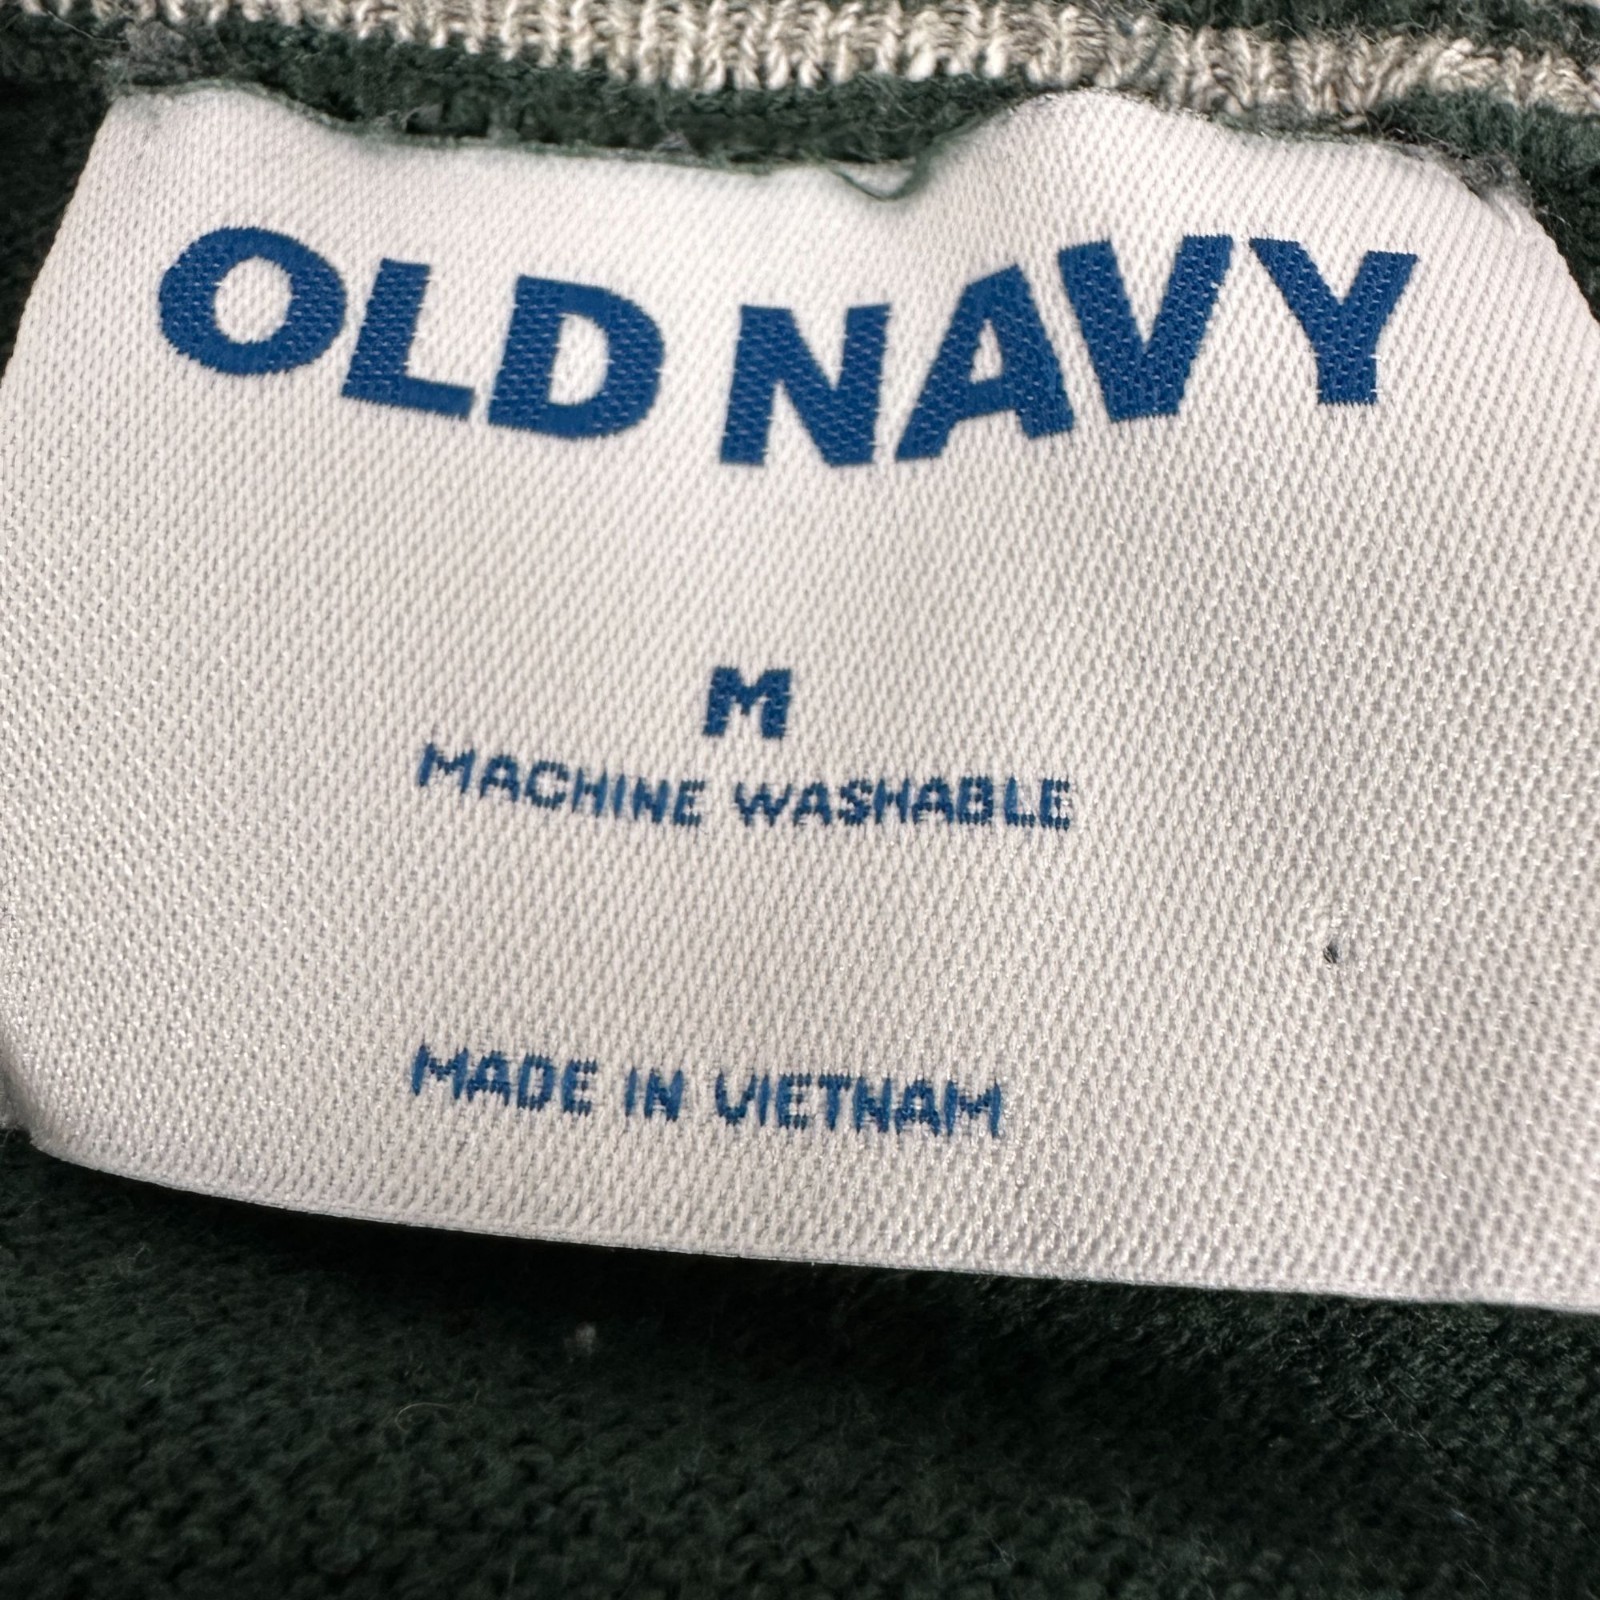 OLD NAVY
M
MACHINE WASHABLE
MADE IN VIETNAM